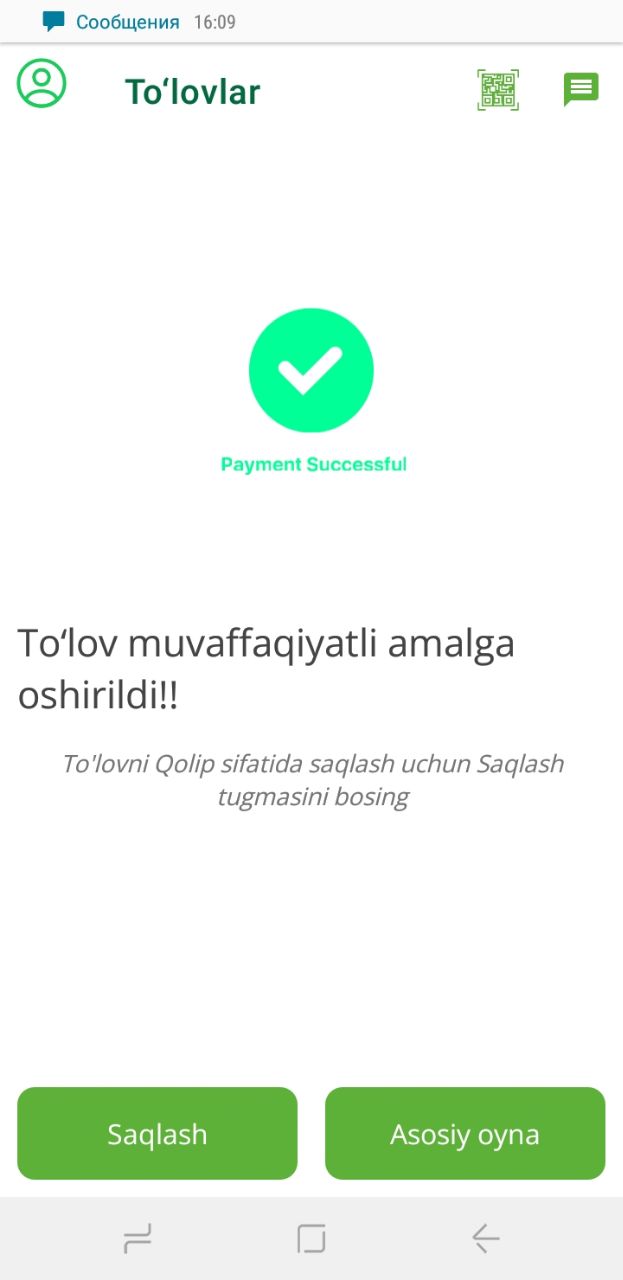 Сообщения 16:09
To‘lovlar
Payment Successful
To‘lov muvaffaqiyatli amalga
oshirildi!!
To'lovni Qolip sifatida saqlash uchun Saqlash
tugmasini bosing
Saqlash
Asosiy oyna